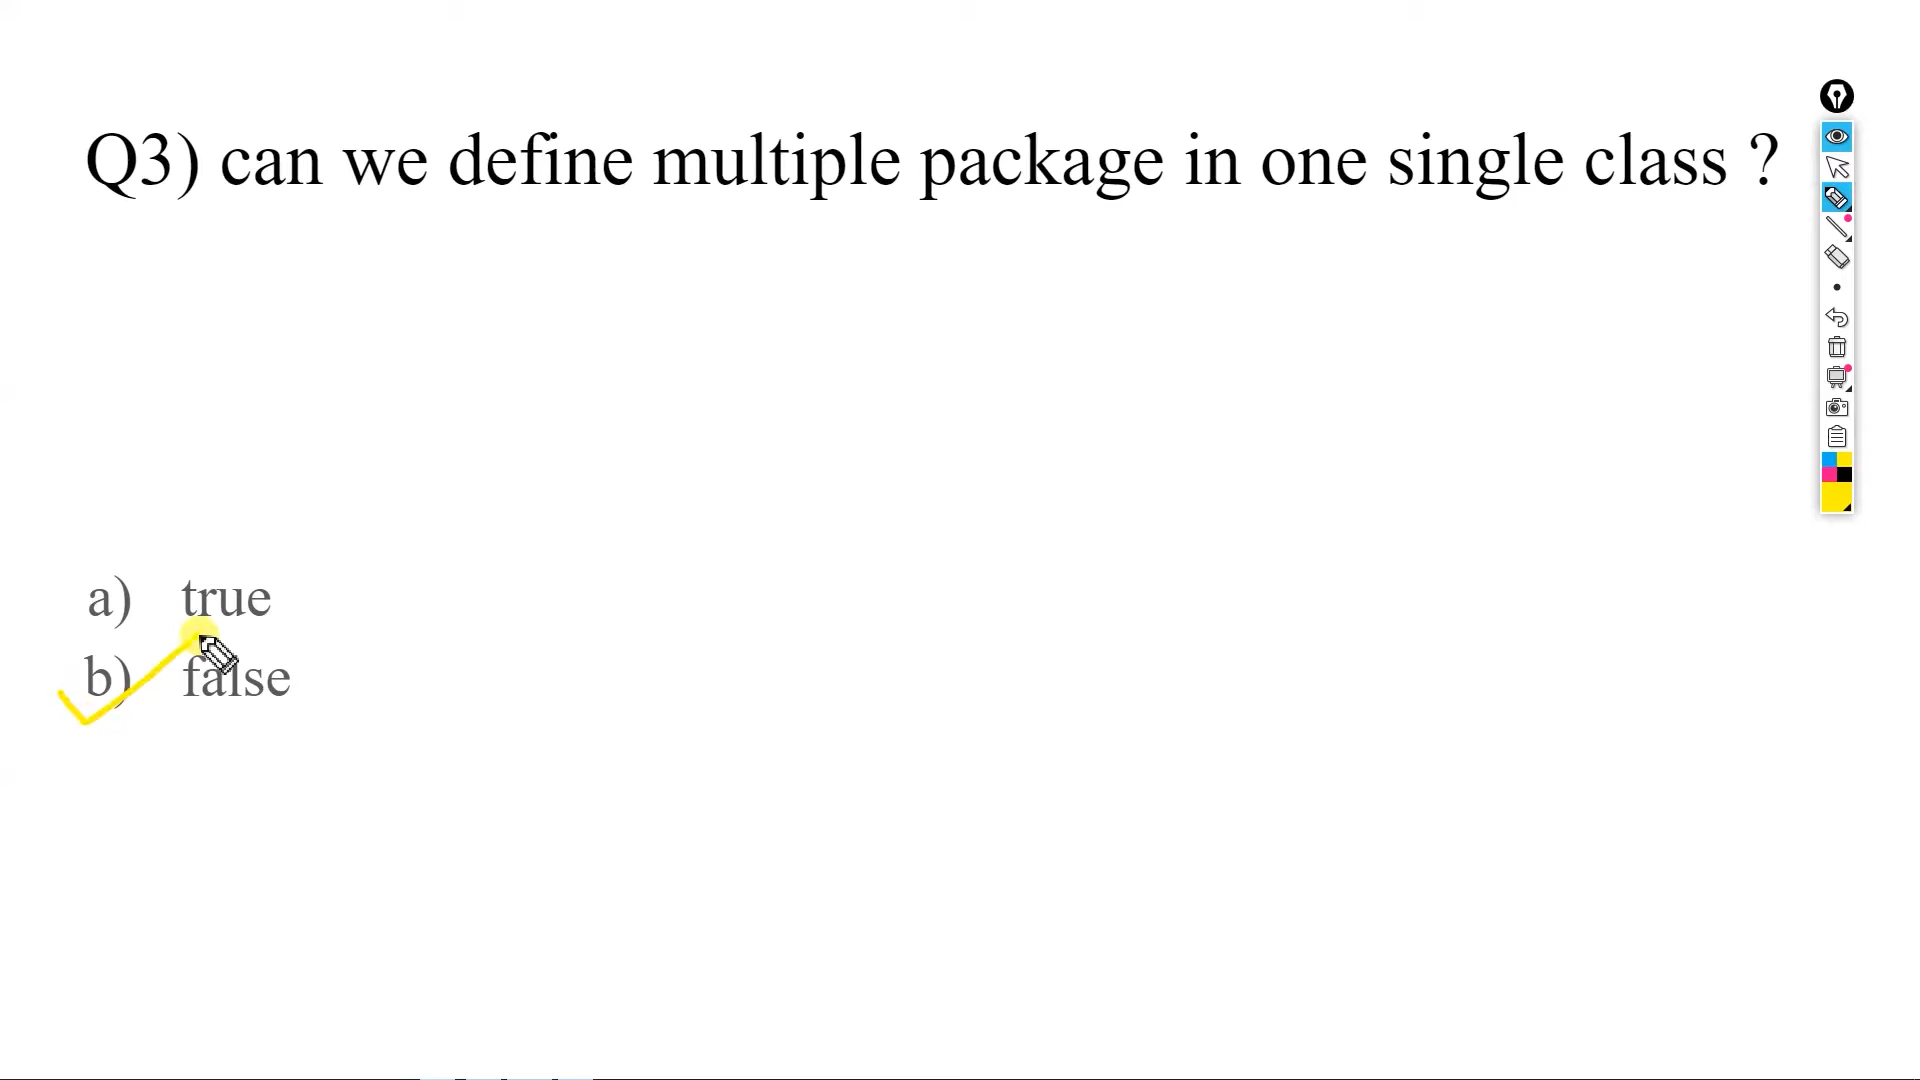 Q3) can we define multiple package in one single class ?
a) true
b) false